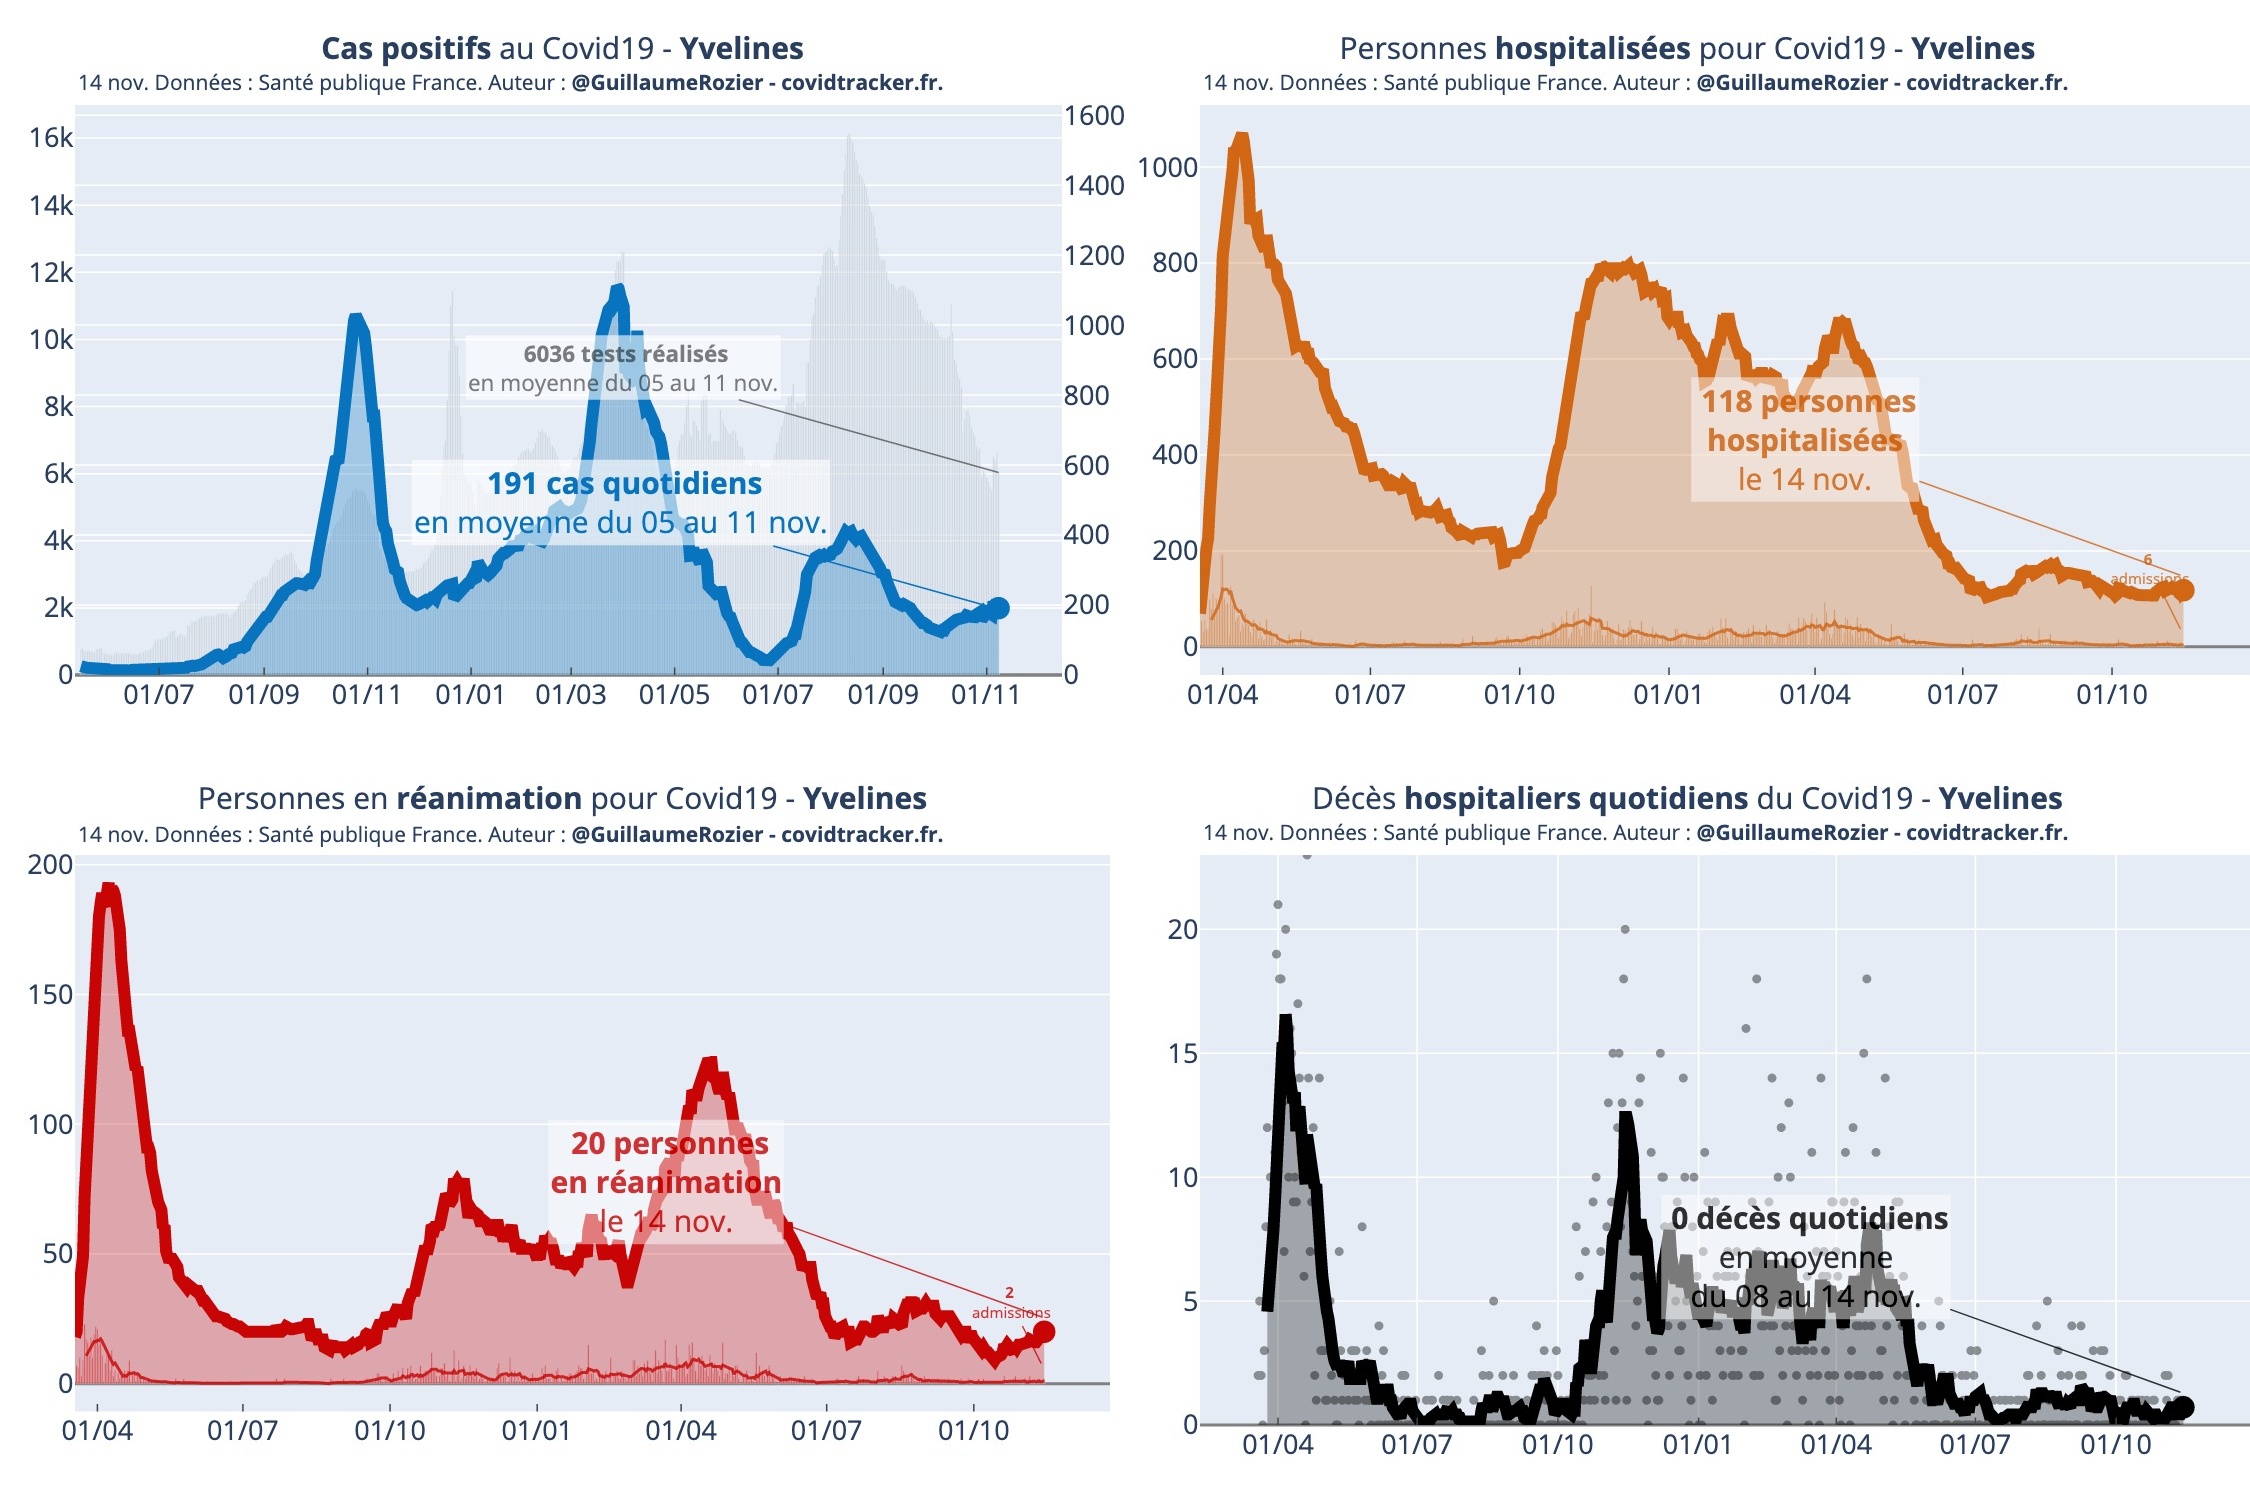 Cas positifs au Covid19 - Yvelines
14 nov. Données : Santé publique France. Auteur : @GuillaumeRozier - covidtracker.fr.
16k
14k
12k
10k
8k
6k
4k
2k
0
1600
1400
1200
1000
800
600
400
200
0
6036 tests réalisés
en moyenne du 05 au 11 nov.
191 cas quotidiens
en moyenne du 05 au 11 nov.
01/07 01/09 01/11 01/01 01/03 01/05 01/07 01/09 01/11
Personnes hospitalisées pour Covid19 - Yvelines
14 nov. Données : Santé publique France. Auteur : @GuillaumeRozier - covidtracker.fr.
1000
800
600
400
200
0
118 personnes
hospitalisées
le 14 nov.
6
admissions
01/04 01/07 01/10 01/01 01/04 01/07 01/10
Personnes en réanimation pour Covid19 - Yvelines
14 nov. Données : Santé publique France. Auteur : @GuillaumeRozier - covidtracker.fr.
200
150
100
50
0
20 personnes
en réanimation
le 14 nov.
2
admissions
01/04 01/07 01/10 01/01 01/04 01/07 01/10
Décès hospitaliers quotidiens du Covid19 - Yvelines
14 nov. Données : Santé publique France. Auteur : @GuillaumeRozier - covidtracker.fr.
20
15
10
5
0
0 décès quotidiens
en moyenne
du 08 au 14 nov.
01/04 01/07 01/10 01/01 01/04 01/07 01/10